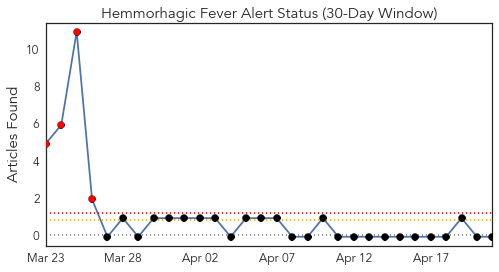 Hemmorhagic Fever Alert Status (30-Day Window)
Articles Found
10
8
6
4
2
0
Mar 23 Mar 28 Apr 02 Apr 07 Apr 12 Apr 17